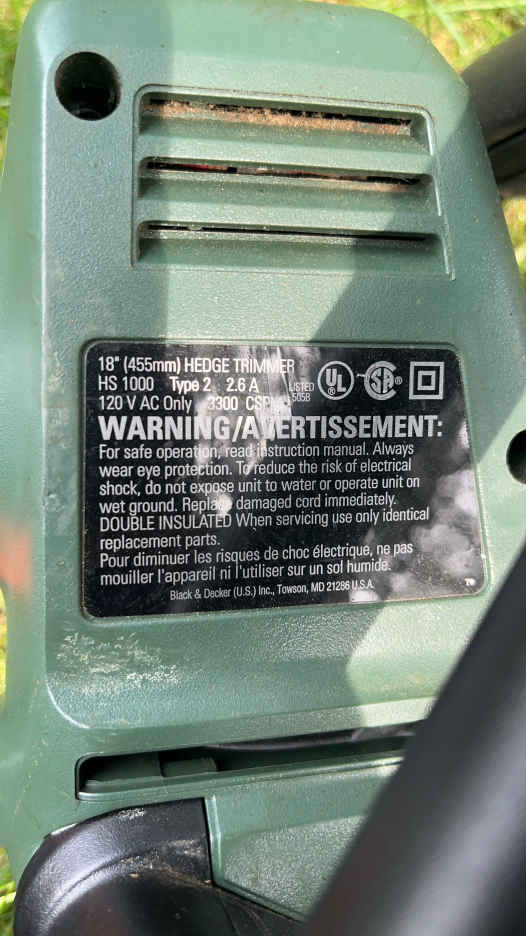 18" (455mm) HEDGE TRIMMER
HS 1000 Type 2 2.6 A
120 V AC Only 3300 CSPM
LISTED
505B
UL
SA
®
WARNING/AVERTISSEMENT:
For safe operation, read instruction manual. Always
wear eye protection. To reduce the risk of electrical
shock, do not expose unit to water or operate unit on
wet ground. Replace damaged cord immediately.
DOUBLE INSULATED When servicing use only identical
replacement parts.
Pour diminuer les risques de choc électrique, ne pas
mouiller l'appareil ni l'utiliser sur un sol humide.
Black & Decker (U.S.) Inc., Towson, MD 21286 U.S.A.